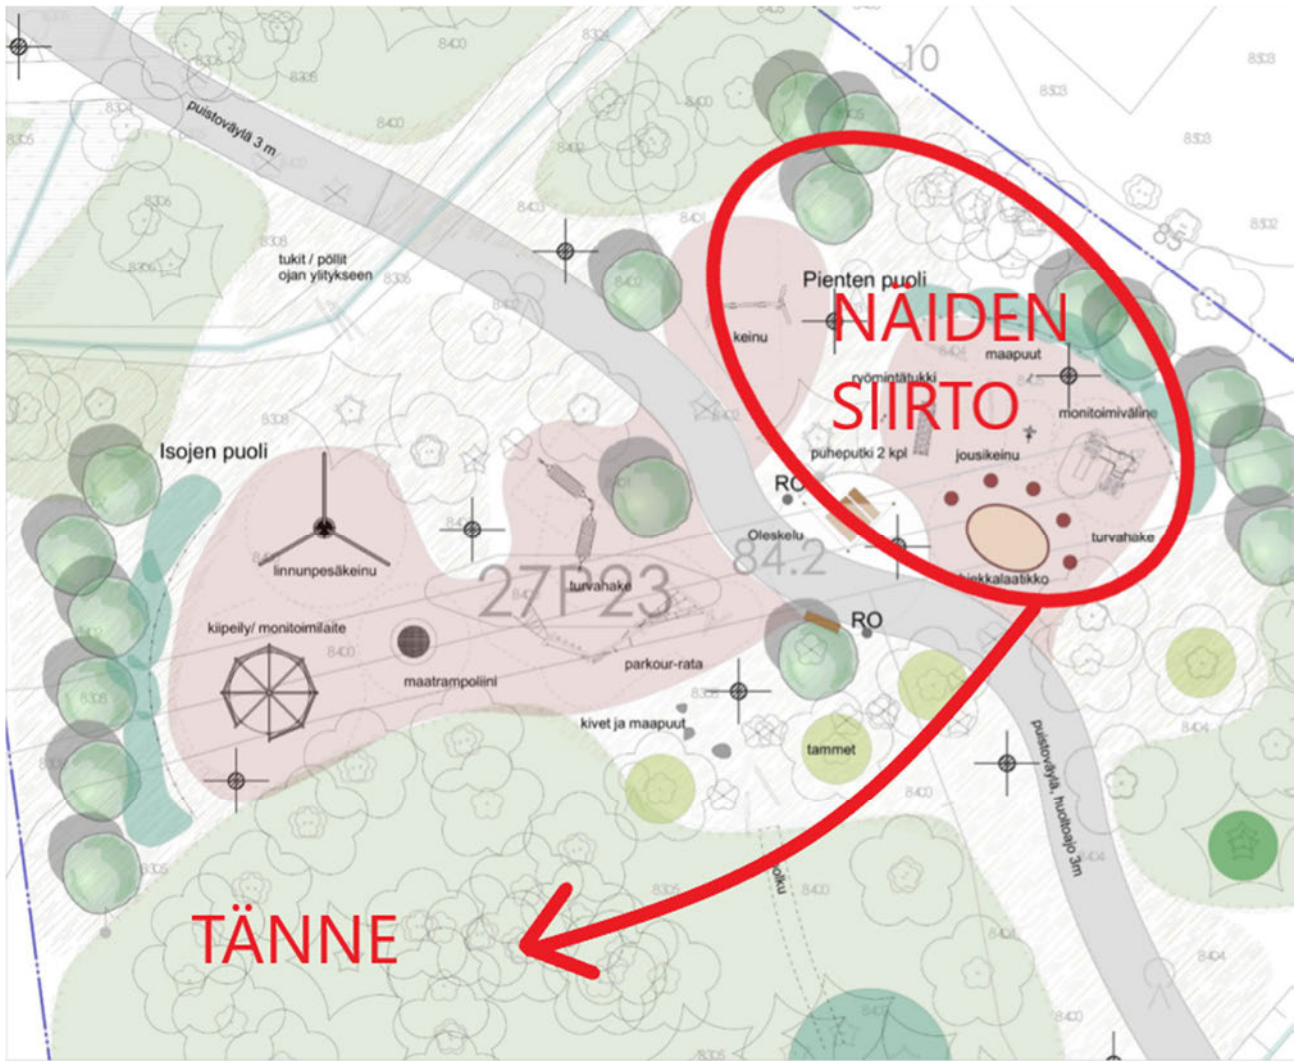 10
puistoväylä 3 m
tukit / pöllit
ojan ylitykseen
Pienten puoli
NÄIDEN
SIIRTO
keinu
maapuut
ryömintätukki
monitoimiväline
puheputki 2 kpl
jousikeinu
RO
Oleskelu
turvahake
hiekkalaatikko
84.2
27P23
Isojen puoli
linnunpesäkeinu
turvahake
kiipeily/ monitoimilaite
maatrampoliini
parkour-rata
RO
kivet ja maapuut
tammet
puistoväylä, huoltoajo 3m
polku
TÄNNE